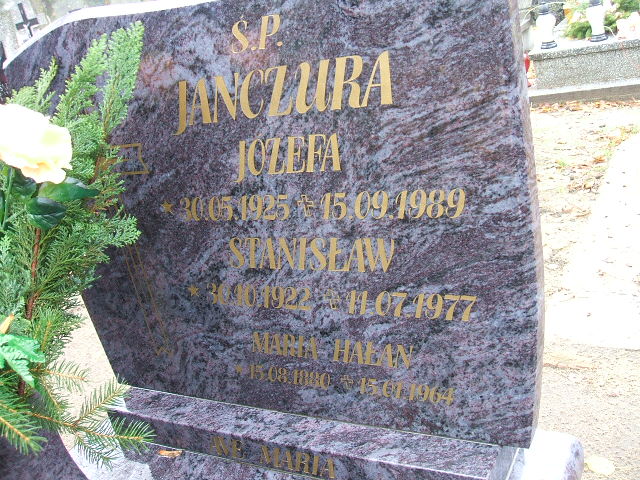 Ś.P.
JANCZURA
JÓZEFA
* 30.05.1925 ✝ 15.09.1989
STANISŁAW
* 30.10.1922 ✝ 11.07.1977
MARIA HAŁAN
* 15.08.1880 ✝ 15.01.1964
AVE MARIA